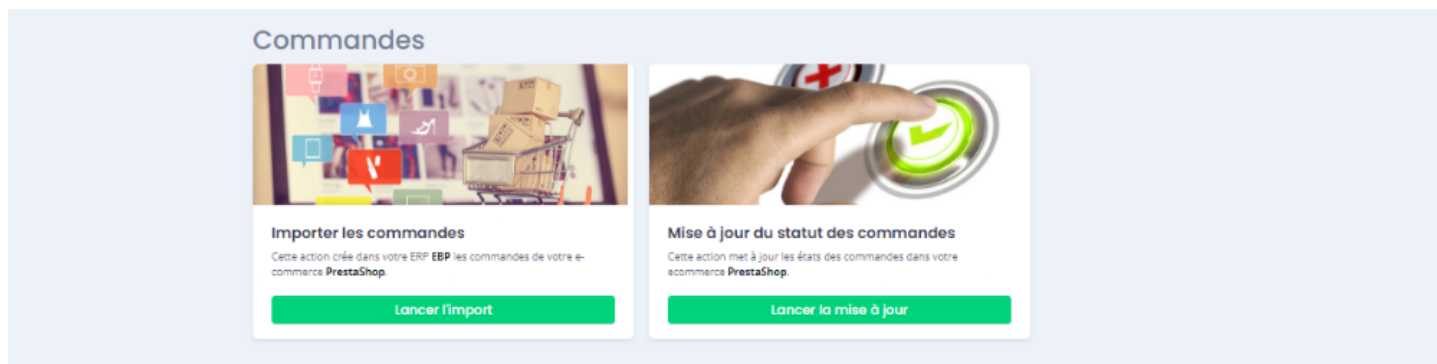 Commandes
Importer les commandes
Cette action crée dans votre ERP EBP les commandes de votre e-
commerce PrestaShop.
Lancer l'import
Mise à jour du statut des commandes
Cette action met à jour les états des commandes dans votre
ecommerce PrestaShop.
Lancer la mise à jour